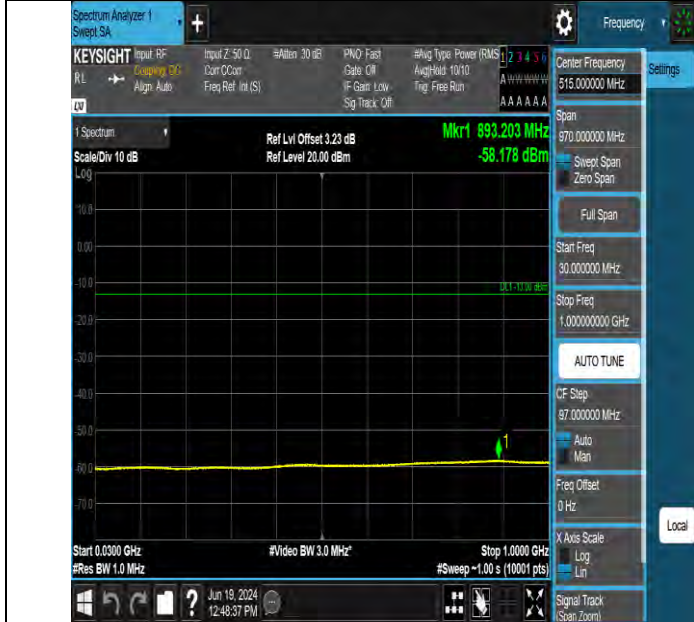 Spectrum Analyzer 1
Swept SA
Frequency
KEYSIGHT
RL
Input: RF
Coupling: DC
Align: Auto
Input Z: 50 Ω
Corr CCorr
Freq Ref: Int (S)
#Atten: 30 dB
PNO: Fast
Gate: Off
IF Gain: Low
Sig Track: Off
#Avg Type: Power (RMS
Avg|Hold: 10/10
Trig: Free Run
1 2 3 4 5 6
A W W W W W
A A A A A A
LXI
1 Spectrum
Scale/Div 10 dB
Log
Ref Lvl Offset 3.23 dB
Ref Level 20.00 dBm
Mkr1 893.203 MHz
-58.178 dBm
10.0
0.00
-10.0
-20.0
-30.0
-40.0
-50.0
-60.0
-70.0
DL1 -13.00 dBm
1
Start 0.0300 GHz
#Res BW 1.0 MHz
#Video BW 3.0 MHz*
Stop 1.0000 GHz
#Sweep ~1.00 s (10001 pts)
Jun 19, 2024
12:48:37 PM
Center Frequency
515.000000 MHz
Span
970.000000 MHz
Swept Span
Zero Span
Full Span
Start Freq
30.000000 MHz
Stop Freq
1.000000000 GHz
AUTO TUNE
CF Step
97.000000 MHz
Auto
Man
Freq Offset
0 Hz
X Axis Scale
Log
Lin
Signal Track
(Span Zoom)
Settings
Local